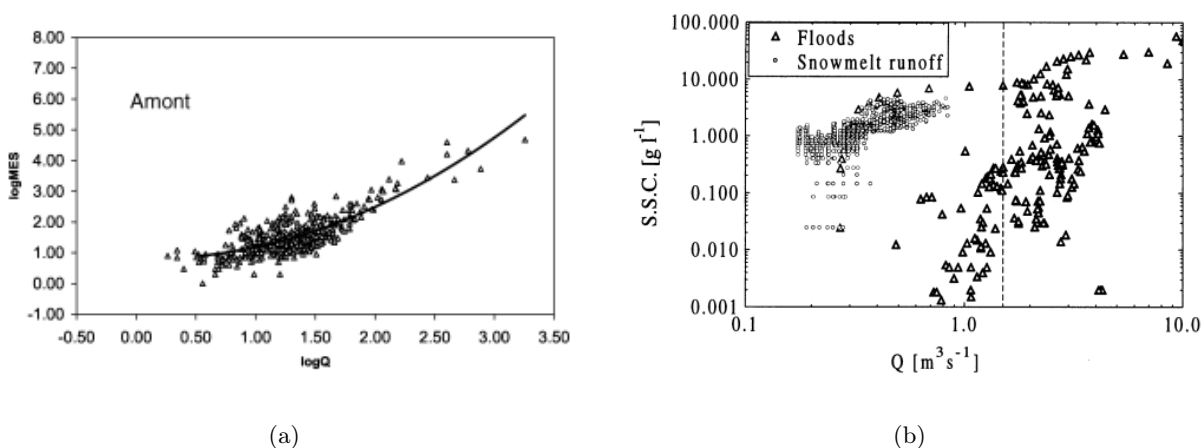 8.00
7.00
6.00
5.00
4.00
3.00
2.00
1.00
0.00
-1.00
logMES
Amont
-0.50 0.00 0.50 1.00 1.50 2.00 2.50 3.00 3.50
logQ
(a)
100.000
10.000
1.000
0.100
0.010
0.001
S.S.C. [g l⁻¹]
Floods
Snowmelt runoff
0.1 1.0 10.0
Q [m³s⁻¹]
(b)